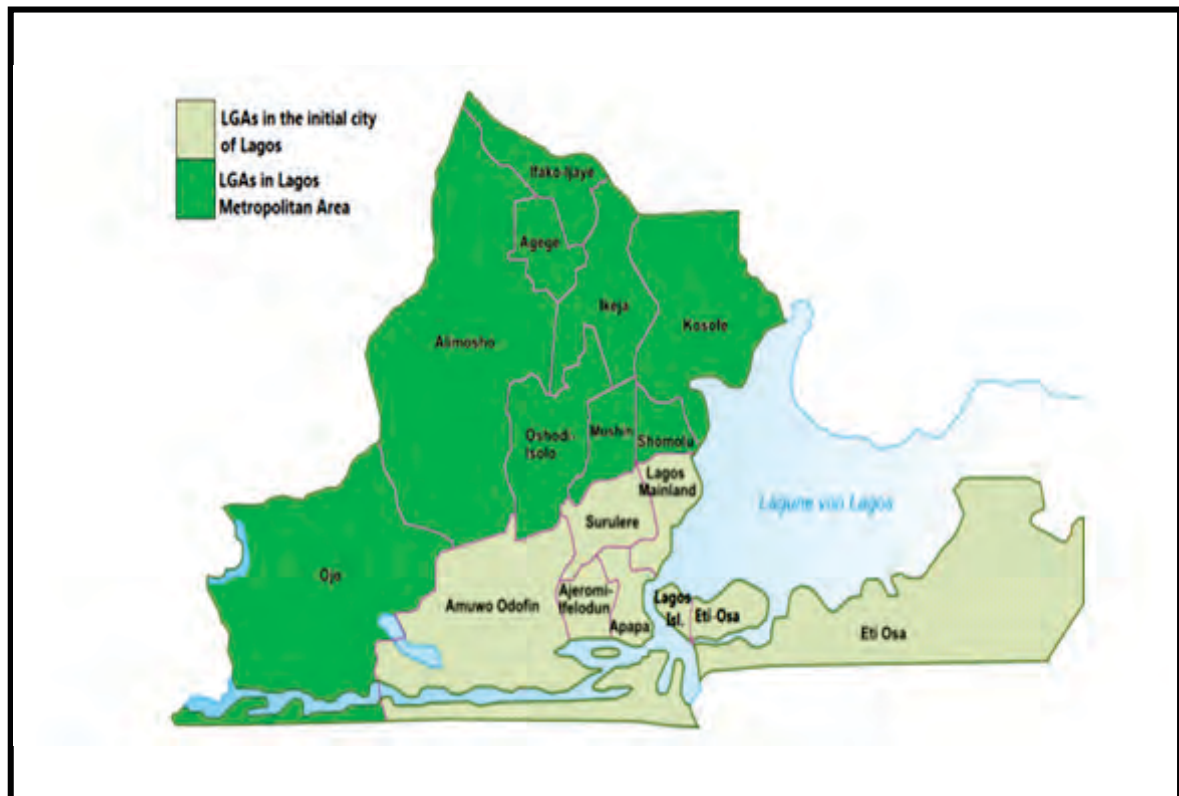 LGAs in the initial city
of Lagos
LGAs in Lagos
Metropolitan Area
Ifako-Ijaye
Agege
Ikeja
Kosofe
Alimosho
Oshodi-
Isolo
Mushin
Shomolu
Lagos
Mainland
Surulere
Lagune von Lagos
Ojo
Amuwo Odofin
Ajeromi-
Ifelodun
Apapa
Lagos
Isl.
Eti-Osa
Eti Osa